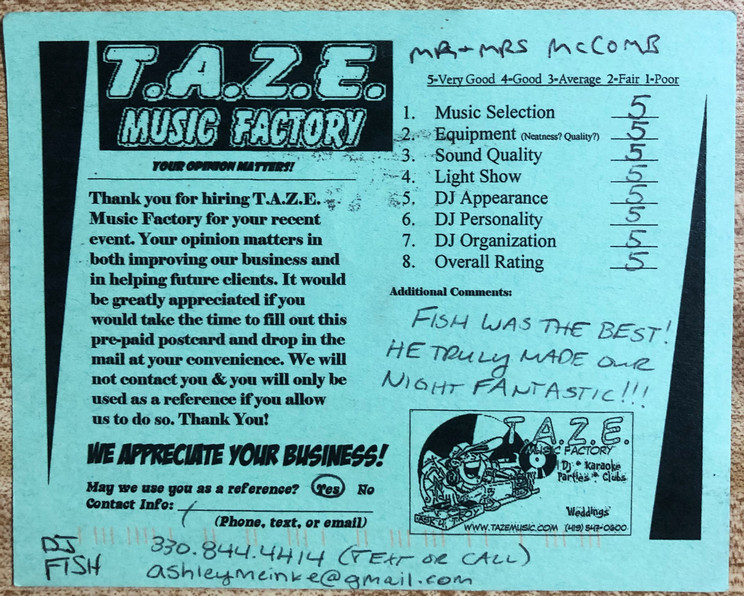 T.A.Z.E.
MUSIC FACTORY
YOUR OPINION MATTERS!
Thank you for hiring T.A.Z.E.
Music Factory for your recent
event. Your opinion matters in
both improving our business and
in helping future clients. It would
be greatly appreciated if you
would take the time to fill out this
pre-paid postcard and drop in the
mail at your convenience. We will
not contact you & you will only be
used as a reference if you allow
us to do so. Thank You!
WE APPRECIATE YOUR BUSINESS!
May we use you as a reference? Yes No
Contact Info:
(Phone, text, or email)
MR + MRS McCOMB
5-Very Good 4-Good 3-Average 2-Fair 1-Poor
1. Music Selection 5
2. Equipment (Neatness? Quality?) 5
3. Sound Quality 5
4. Light Show 5
5. DJ Appearance 5
6. DJ Personality 5
7. DJ Organization 5
8. Overall Rating 5
Additional Comments:
FISH WAS THE BEST!
HE TRULY MADE OUR
NIGHT FANTASTIC!!!
T.A.Z.E.
MUSIC FACTORY
Dj * Karaoke
Parties * Clubs
Weddings
WWW.TAZEMUSIC.COM (419) 547-0600
DJ
FISH
330.844.4414 (TEXT OR CALL)
ashleymeinke@gmail.com